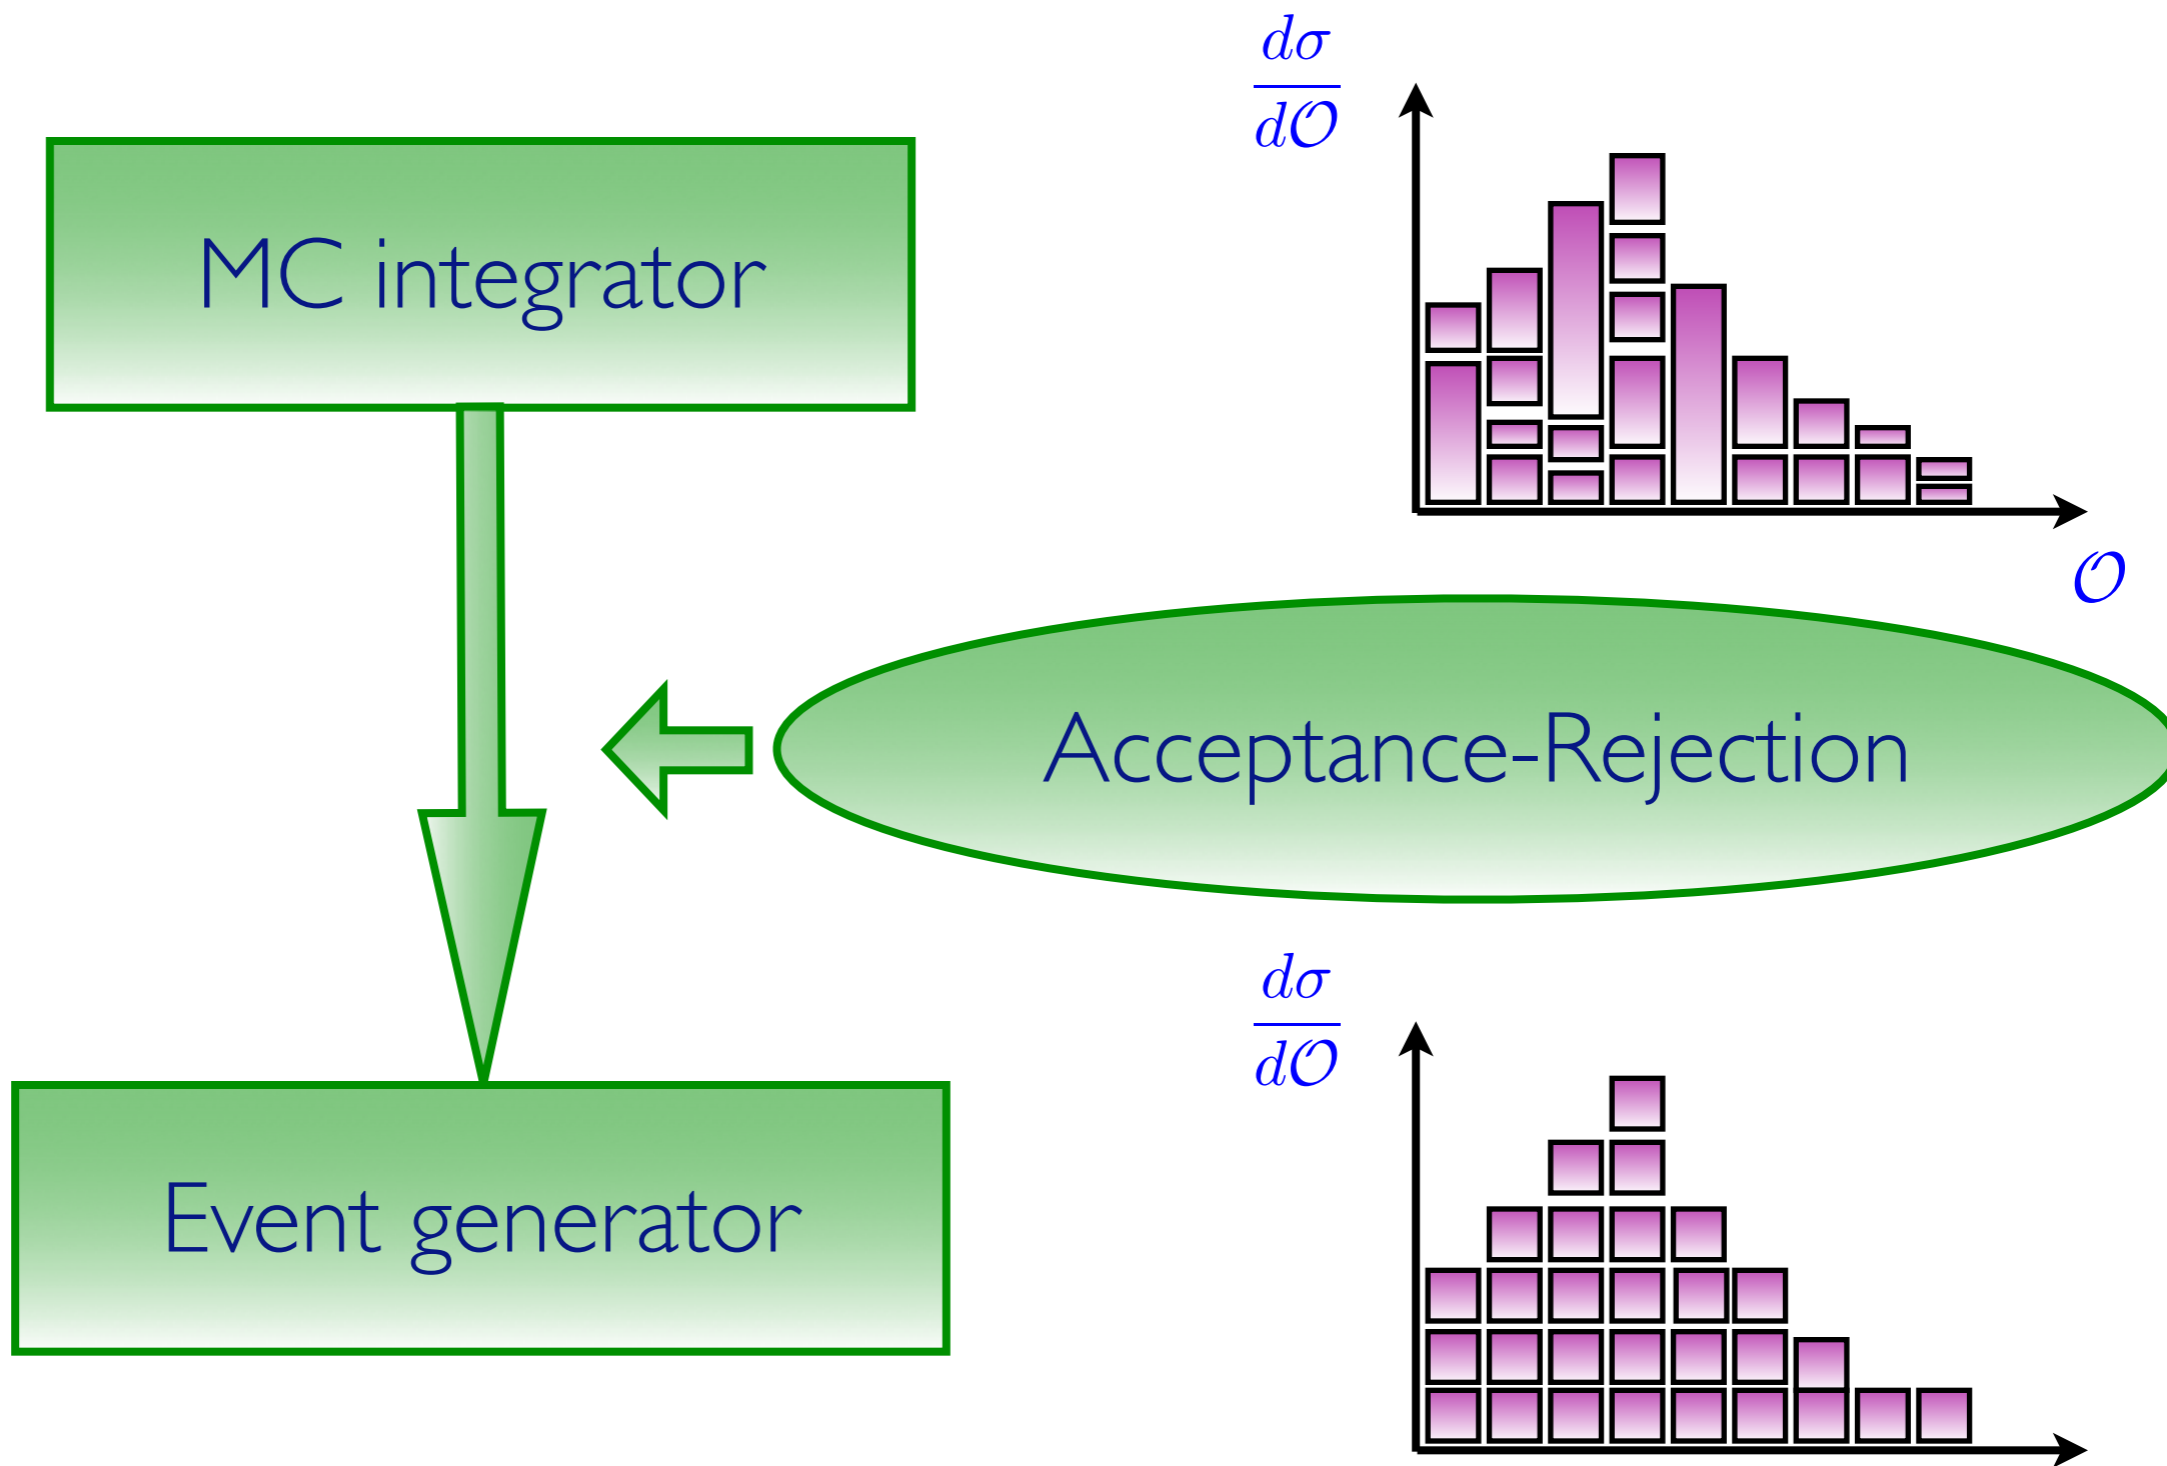 dσ
dO
MC integrator
O
Acceptance-Rejection
dσ
dO
Event generator